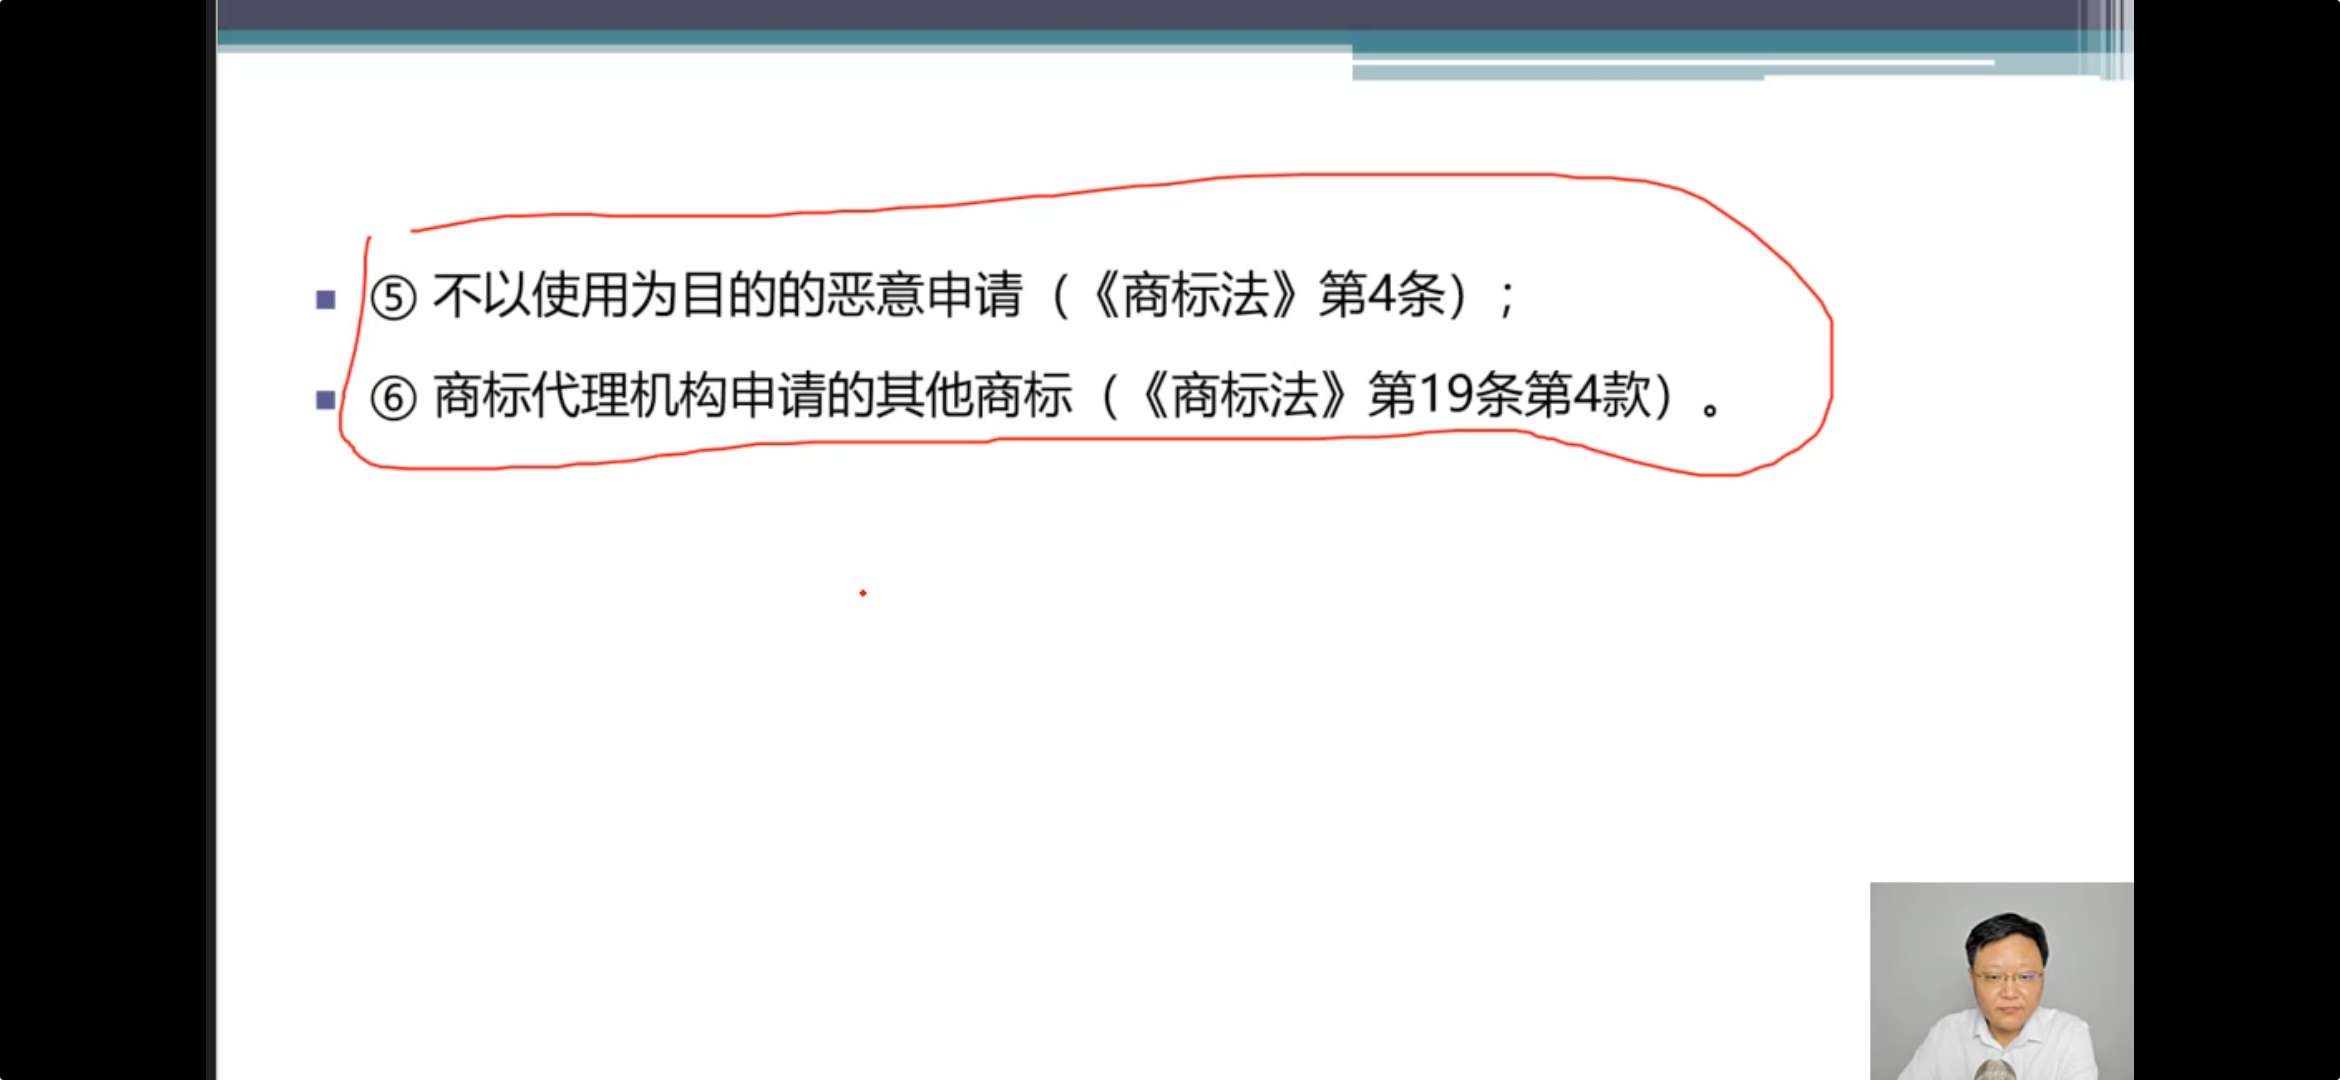 ⑤ 不以使用为目的的恶意申请（《商标法》第4条）；
⑥ 商标代理机构申请的其他商标（《商标法》第19条第4款）。